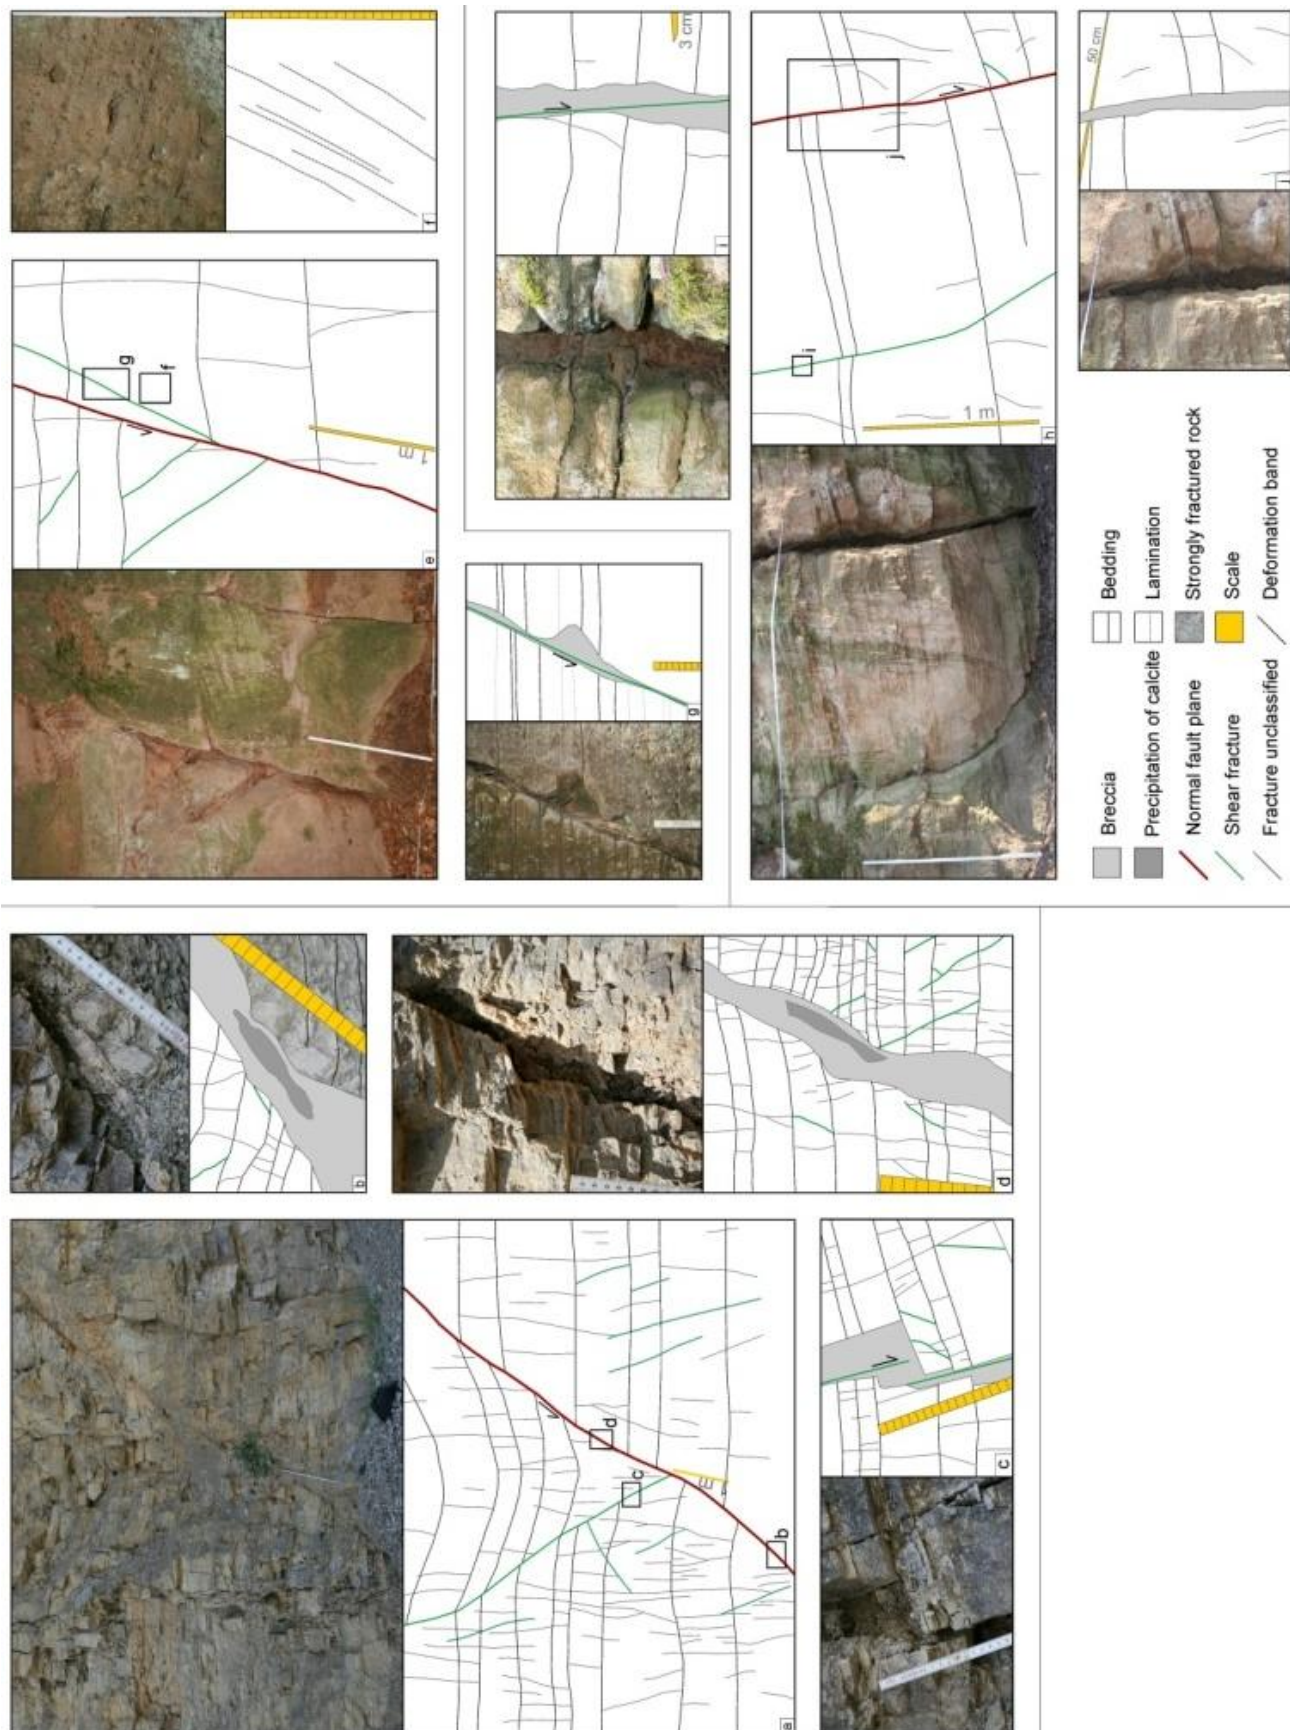 d
c
1 m
b
a
b
g
f
1 m
e
f
d
g
3 cm
i
c
j
i
1 m
h
50 cm
j
Breccia
Bedding
Precipitation of calcite
Lamination
Normal fault plane
Strongly fractured rock
Shear fracture
Scale
Fracture unclassified
Deformation band